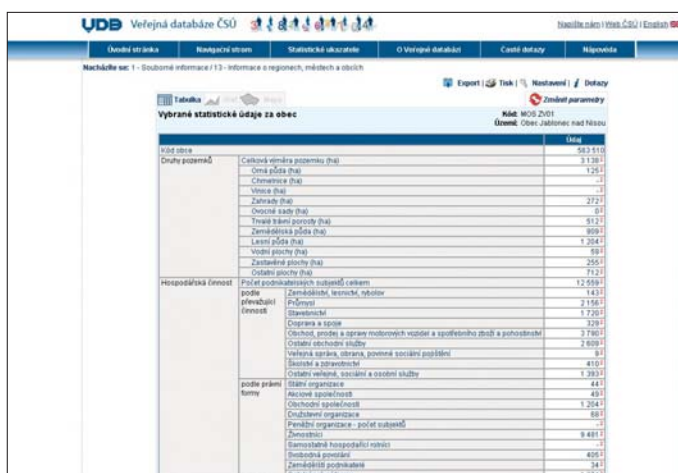 UDB Veřejná databáze ČSÚ
Napište nám | Web ČSÚ | English
Úvodní stránka Navigační strom Statistické ukazatele O Veřejné databázi Časté dotazy Nápověda
Nacházíte se: 1 - Souborné informace / 13 - Informace o regionech, městech a obcích
Export | Tisk | Nastavení | Dotazy
Tabulka Graf Mapa Změnit parametry
Vybrané statistické údaje za obec Kód: MOS ZV01
Území: Obec Jablonec nad Nisou
Údaj
Kód obce 563 510
Druhy pozemků Celková výměra pozemku (ha) 3 138
Orná půda (ha) 125
Chmelnice (ha) -
Vinice (ha) -
Zahrady (ha) 272
Ovocné sady (ha) 0
Trvalé trávní porosty (ha) 512
Zemědělská půda (ha) 909
Lesní půda (ha) 1 204
Vodní plochy (ha) 59
Zastavěné plochy (ha) 255
Ostatní plochy (ha) 712
Hospodářská činnost Počet podnikatelských subjektů celkem 12 559
podle převažující činnosti Zemědělství, lesnictví, rybolov 143
Průmysl 2 156
Stavebnictví 1 720
Doprava a spoje 329
Obchod, prodej a opravy motorových vozidel a spotřebního zboží a pohostinství 3 790
Ostatní obchodní služby 2 609
Veřejná správa, obrana, povinné sociální pojištění 9
Školství a zdravotnictví 410
Ostatní veřejné, sociální a osobní služby 1 393
podle právní formy Státní organizace 44
Akciové společnosti 49
Obchodní společnosti 1 204
Družstevní organizace 68
Peněžní organizace - počet subjektů -
Živnostníci 9 481
Samostatně hospodařící rolníci -
Svobodná povolání 405
Zemědělští podnikatelé 34